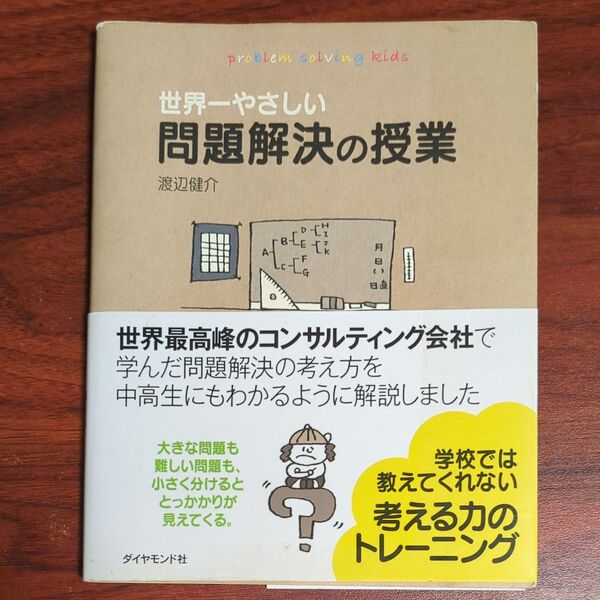 problem solving kids
世界一やさしい
問題解決の授業
渡辺健介
A
B
C
D
E
F
G
H
I
J
K
月
日
い
日直
世界最高峰のコンサルティング会社で
学んだ問題解決の考え方を
中高生にもわかるように解説しました
大きな問題も
難しい問題も、
小さく分けると
とっかかりが
見えてくる。
学校では
教えてくれない
考える力の
トレーニング
ダイヤモンド社